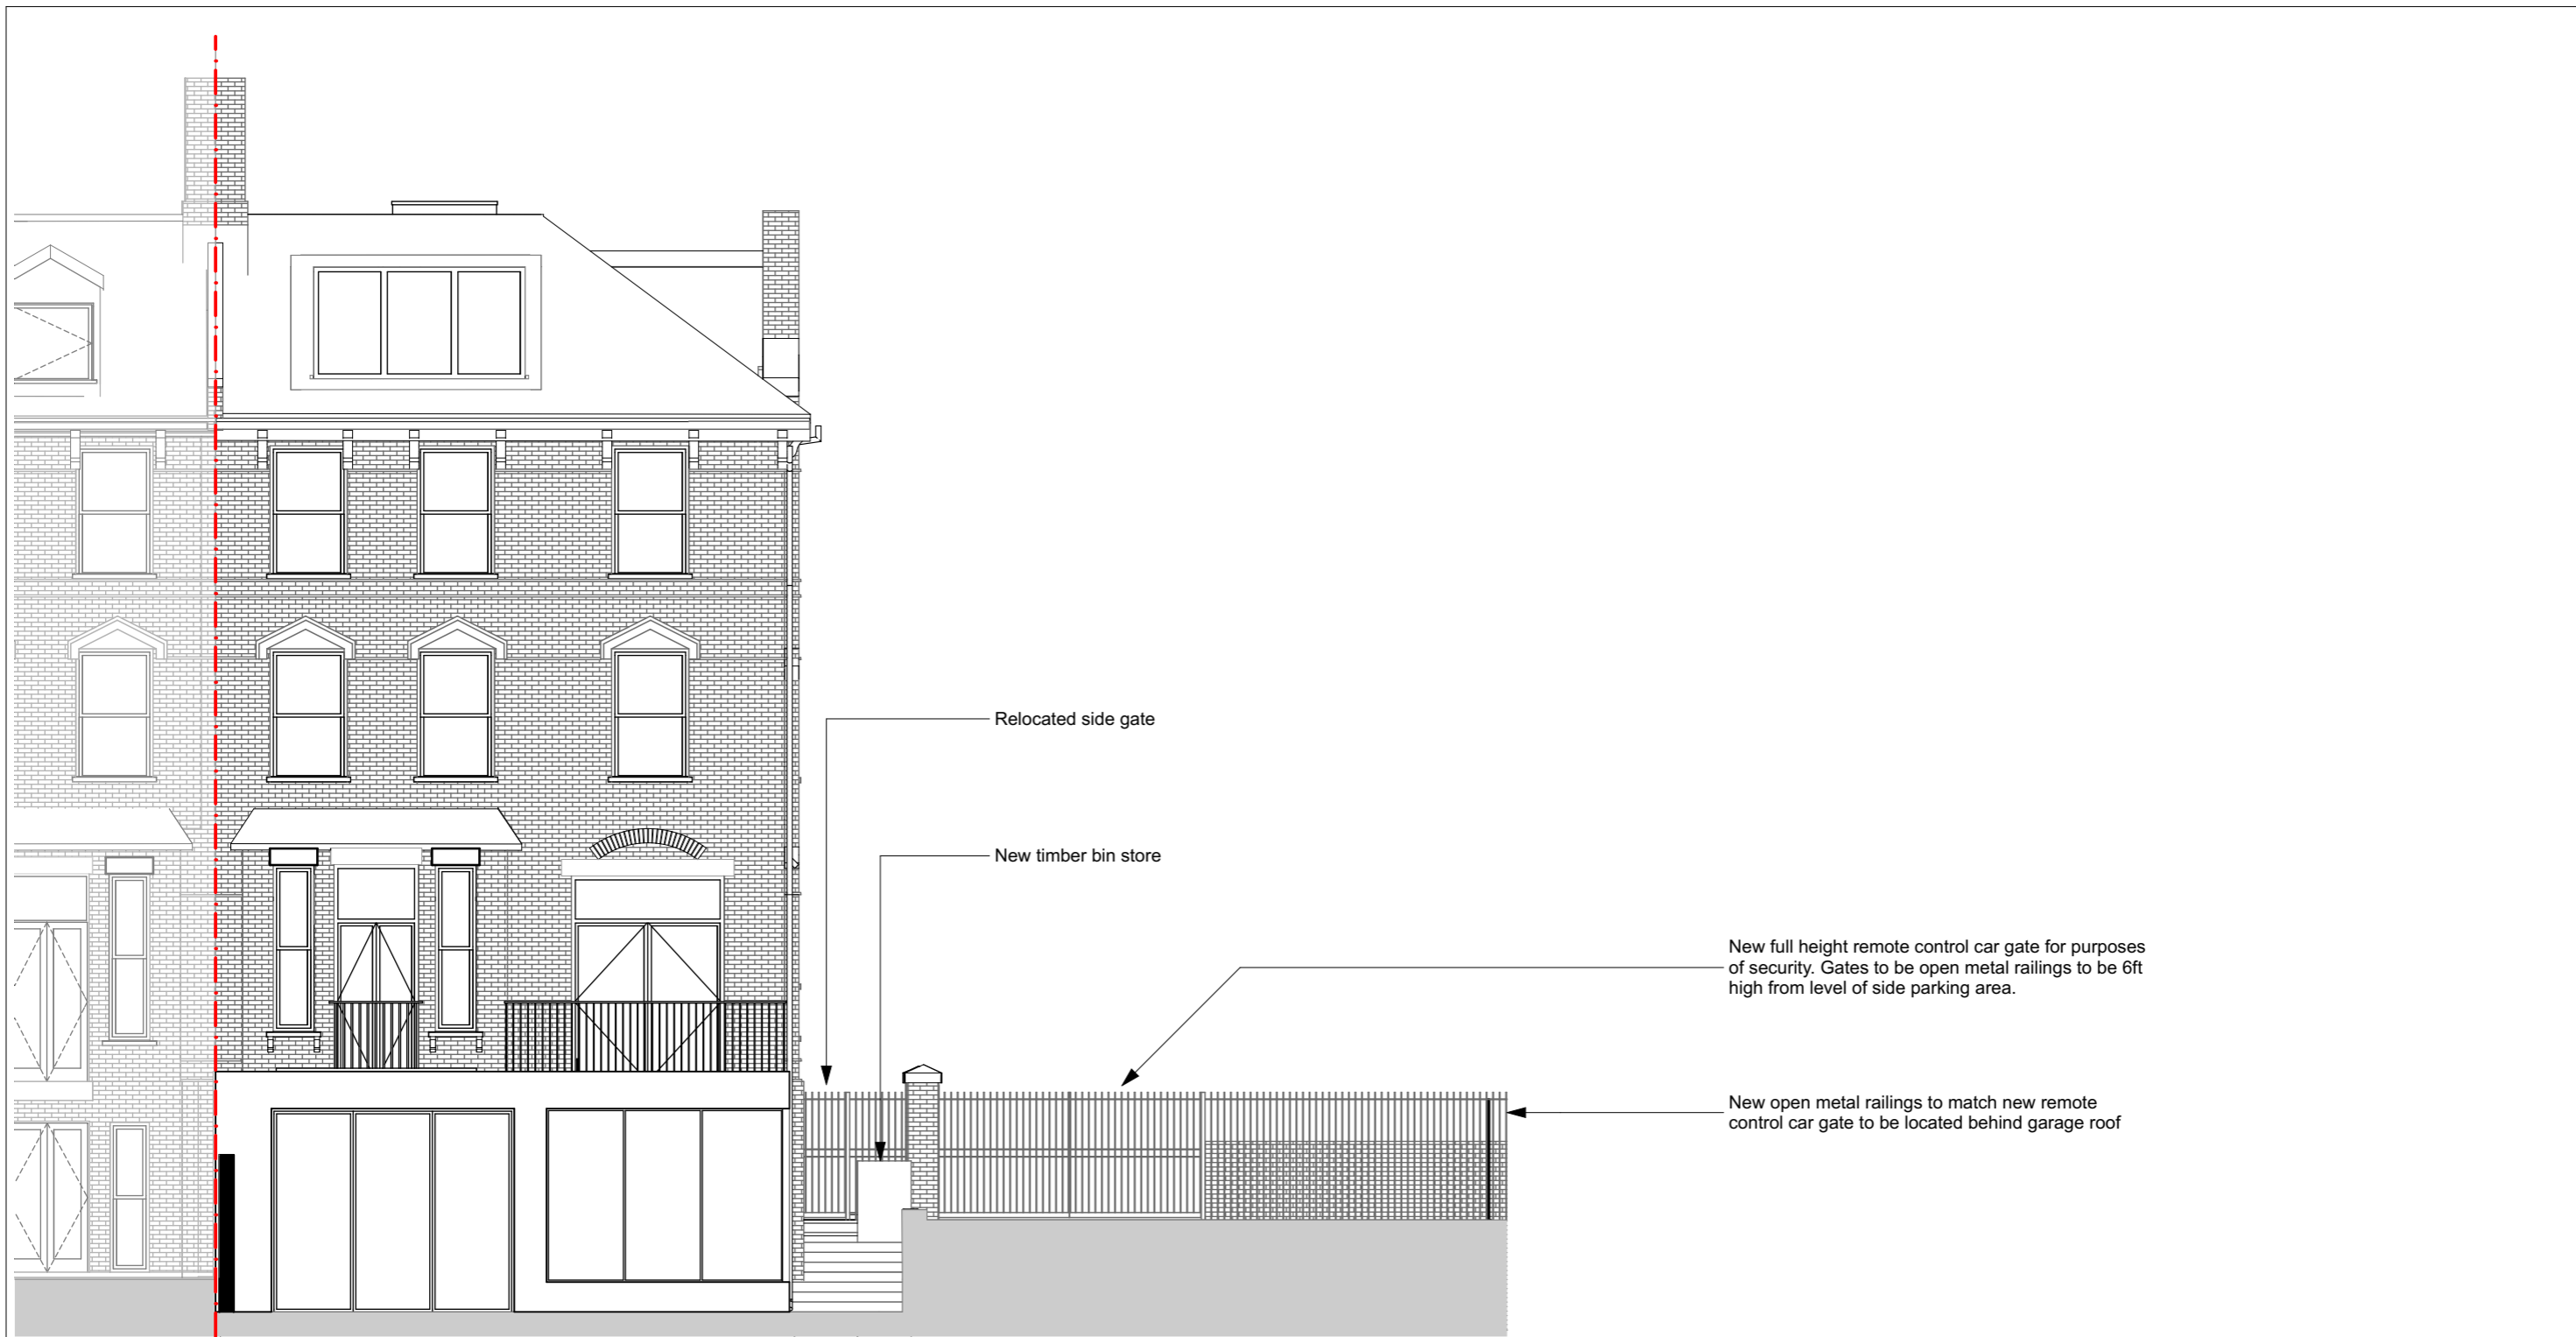 Relocated side gate
New timber bin store
New full height remote control car gate for purposes
of security. Gates to be open metal railings to be 6ft
high from level of side parking area.
New open metal railings to match new remote
control car gate to be located behind garage roof